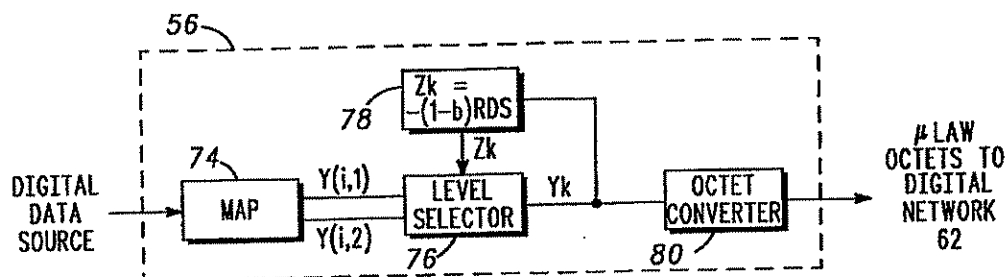 56
78
Zk =
-(1-b)RDS
Zk
74
DIGITAL
DATA
SOURCE
MAP
Y(i,1)
Y(i,2)
LEVEL
SELECTOR
76
Yk
OCTET
CONVERTER
80
μLAW
OCTETS TO
DIGITAL
NETWORK
62